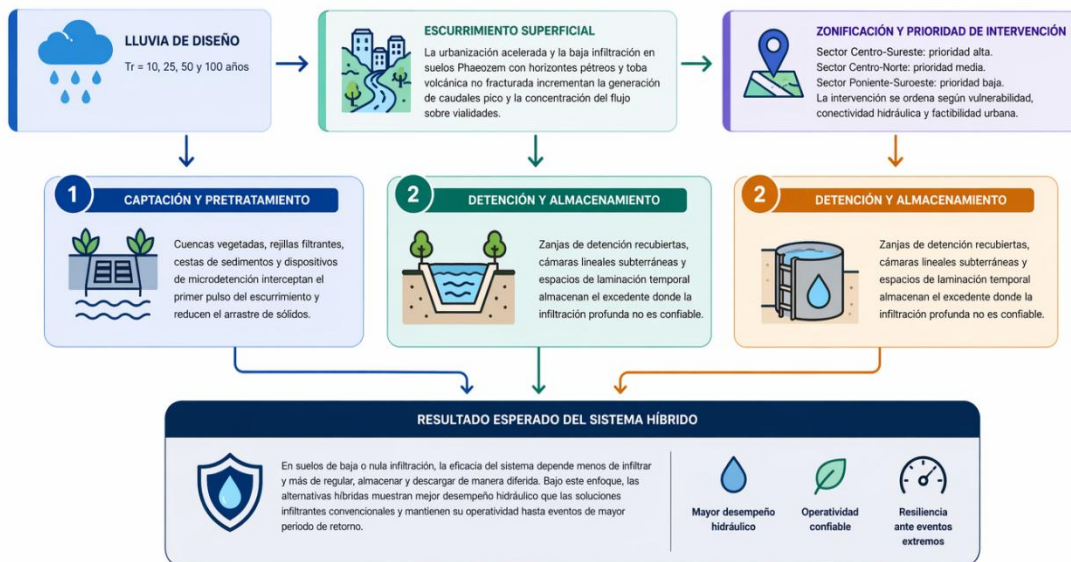 LLUVIA DE DISEÑO
Tr = 10, 25, 50 y 100 años
ESCURRIMIENTO SUPERFICIAL
La urbanización acelerada y la baja infiltración en
suelos Phaeozem con horizontes pétreos y toba
volcánica no fracturada incrementan la generación
de caudales pico y la concentración del flujo
sobre vialidades.
ZONIFICACIÓN Y PRIORIDAD DE INTERVENCIÓN
Sector Centro-Sureste: prioridad alta.
Sector Centro-Norte: prioridad media.
Sector Poniente-Suroeste: prioridad baja.
La intervención se ordena según vulnerabilidad,
conectividad hidráulica y factibilidad urbana.
1
CAPTACIÓN Y PRETRATAMIENTO
Cuencas vegetadas, rejillas filtrantes,
cestas de sedimentos y dispositivos
de microdetención interceptan el
primer pulso del escurrimiento y
reducen el arrastre de sólidos.
2
DETENCIÓN Y ALMACENAMIENTO
Zanjas de detención recubiertas,
cámaras lineales subterráneas y
espacios de laminación temporal
almacenan el excedente donde la
infiltración profunda no es confiable.
2
DETENCIÓN Y ALMACENAMIENTO
Zanjas de detención recubiertas,
cámaras lineales subterráneas y
espacios de laminación temporal
almacenan el excedente donde la
infiltración profunda no es confiable.
RESULTADO ESPERADO DEL SISTEMA HÍBRIDO
En suelos de baja o nula infiltración, la eficacia del sistema depende menos de infiltrar
y más de regular, almacenar y descargar de manera diferida. Bajo este enfoque, las
alternativas híbridas muestran mejor desempeño hidráulico que las soluciones
infiltrantes convencionales y mantienen su operatividad hasta eventos de mayor
periodo de retorno.
Mayor desempeño
hidráulico
Operatividad
confiable
Resiliencia
ante eventos
extremos